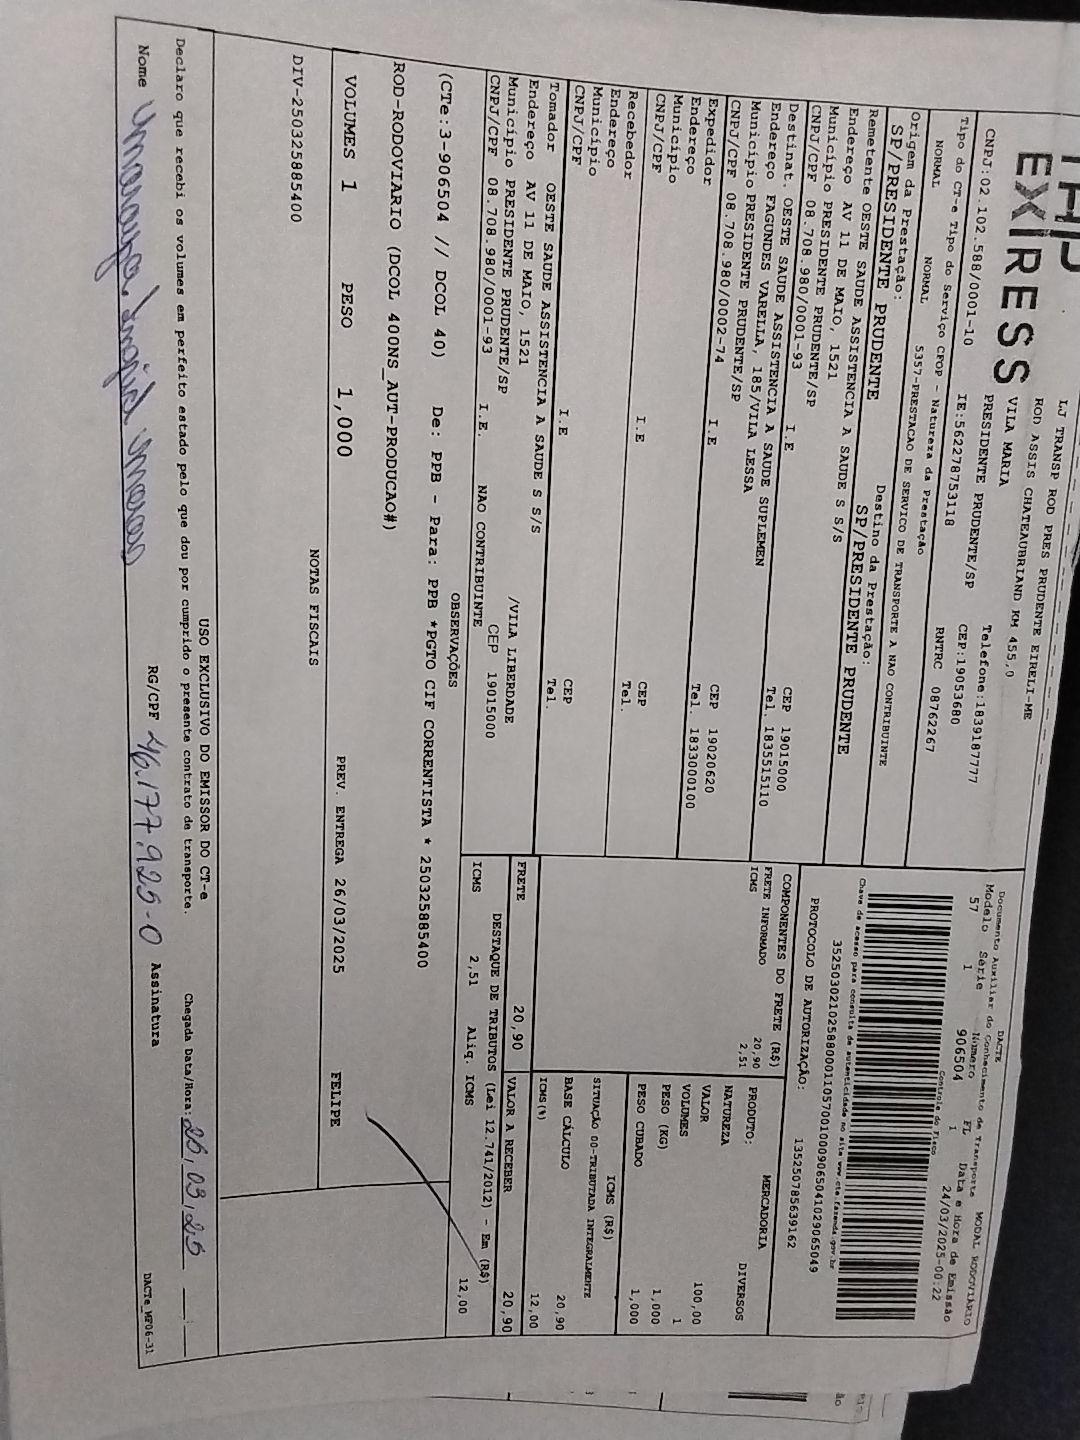 EXPRESS
LJ TRANSP ROD PRES PRUDENTE EIRELI-ME
ROD ASSIS CHATEAUBRIAND KM 455,0
VILA MARIA
PRESIDENTE PRUDENTE/SP Telefone:1839187777
CNPJ:02.102.588/0001-10 IE:562278753118 CEP:19053680
Tipo do CT-e Tipo do Serviço CFOP - Natureza da Prestação RNTRC 08762267
NORMAL NORMAL 5357-PRESTACAO DE SERVICO DE TRANSPORTE A NAO CONTRIBUINTE
Origem da Prestação: Destino da Prestação:
SP/PRESIDENTE PRUDENTE SP/PRESIDENTE PRUDENTE
Remetente OESTE SAUDE ASSISTENCIA A SAUDE S S/S
Endereço AV 11 DE MAIO, 1521
Município PRESIDENTE PRUDENTE/SP CEP 19015000
CNPJ/CPF 08.708.980/0001-93 I.E Tel. 1835515110
Destinat. OESTE SAUDE ASSISTENCIA A SAUDE SUPLEMEN
Endereço FAGUNDES VARELLA, 185/VILA LESSA
Município PRESIDENTE PRUDENTE/SP CEP 19020620
CNPJ/CPF 08.708.980/0002-74 I.E Tel. 1833000100
Expedidor
Endereço
Município CEP
CNPJ/CPF I.E Tel.
Recebedor
Endereço
Município CEP
CNPJ/CPF I.E Tel.
Tomador OESTE SAUDE ASSISTENCIA A SAUDE S S/S
Endereço AV 11 DE MAIO, 1521 /VILA LIBERDADE
Município PRESIDENTE PRUDENTE/SP CEP 19015000
CNPJ/CPF 08.708.980/0001-93 I.E. NAO CONTRIBUINTE
DACTE MODAL RODOVIÁRIO
Documento Auxiliar do Conhecimento de Transporte
Modelo Série Número FL Data e Hora de Emissão
57 1 906504 1 24/03/2025-00:22
Controle do Fisco
Chave de acesso para consulta de autenticidade no site www.cte.fazenda.gov.br
35250302102588000110570010009065041029065049
PROTOCOLO DE AUTORIZAÇÃO: 135250785639162
COMPONENTES DO FRETE (R$)
FRETE INFORMADO 20,90
ICMS 2,51
PRODUTO: MERCADORIA
NATUREZA DIVERSOS
VALOR 100,00
VOLUMES 1
PESO (KG) 1,000
PESO CUBADO 1,000
ICMS (R$)
SITUAÇÃO 00-TRIBUTADA INTEGRALMENTE
BASE CÁLCULO 20,90
ICMS(%) 12,00
FRETE 20,90 VALOR A RECEBER 20,90
DESTAQUE DE TRIBUTOS (Lei 12.741/2012) - Em (R$)
ICMS 2,51 Aliq. ICMS 12,00
OBSERVAÇÕES
(CTe:3-906504 // DCOL 40) De: PPB - Para: PPB *PGTO CIF CORRENTISTA * 250325885400
ROD-RODOVIARIO (DCOL 40ONS_AUT-PRODUCAO#)
VOLUMES 1 PESO 1,000 PREV. ENTREGA 26/03/2025 FELIPE
NOTAS FISCAIS
DIV-250325885400
USO EXCLUSIVO DO EMISSOR DO CT-e
Declaro que recebi os volumes em perfeito estado pelo que dou por cumprido o presente contrato de transporte. Chegada Data/Hora: 26,03,25
Nome RG/CPF 46.177.925-0 Assinatura
DACTe_MF06-31